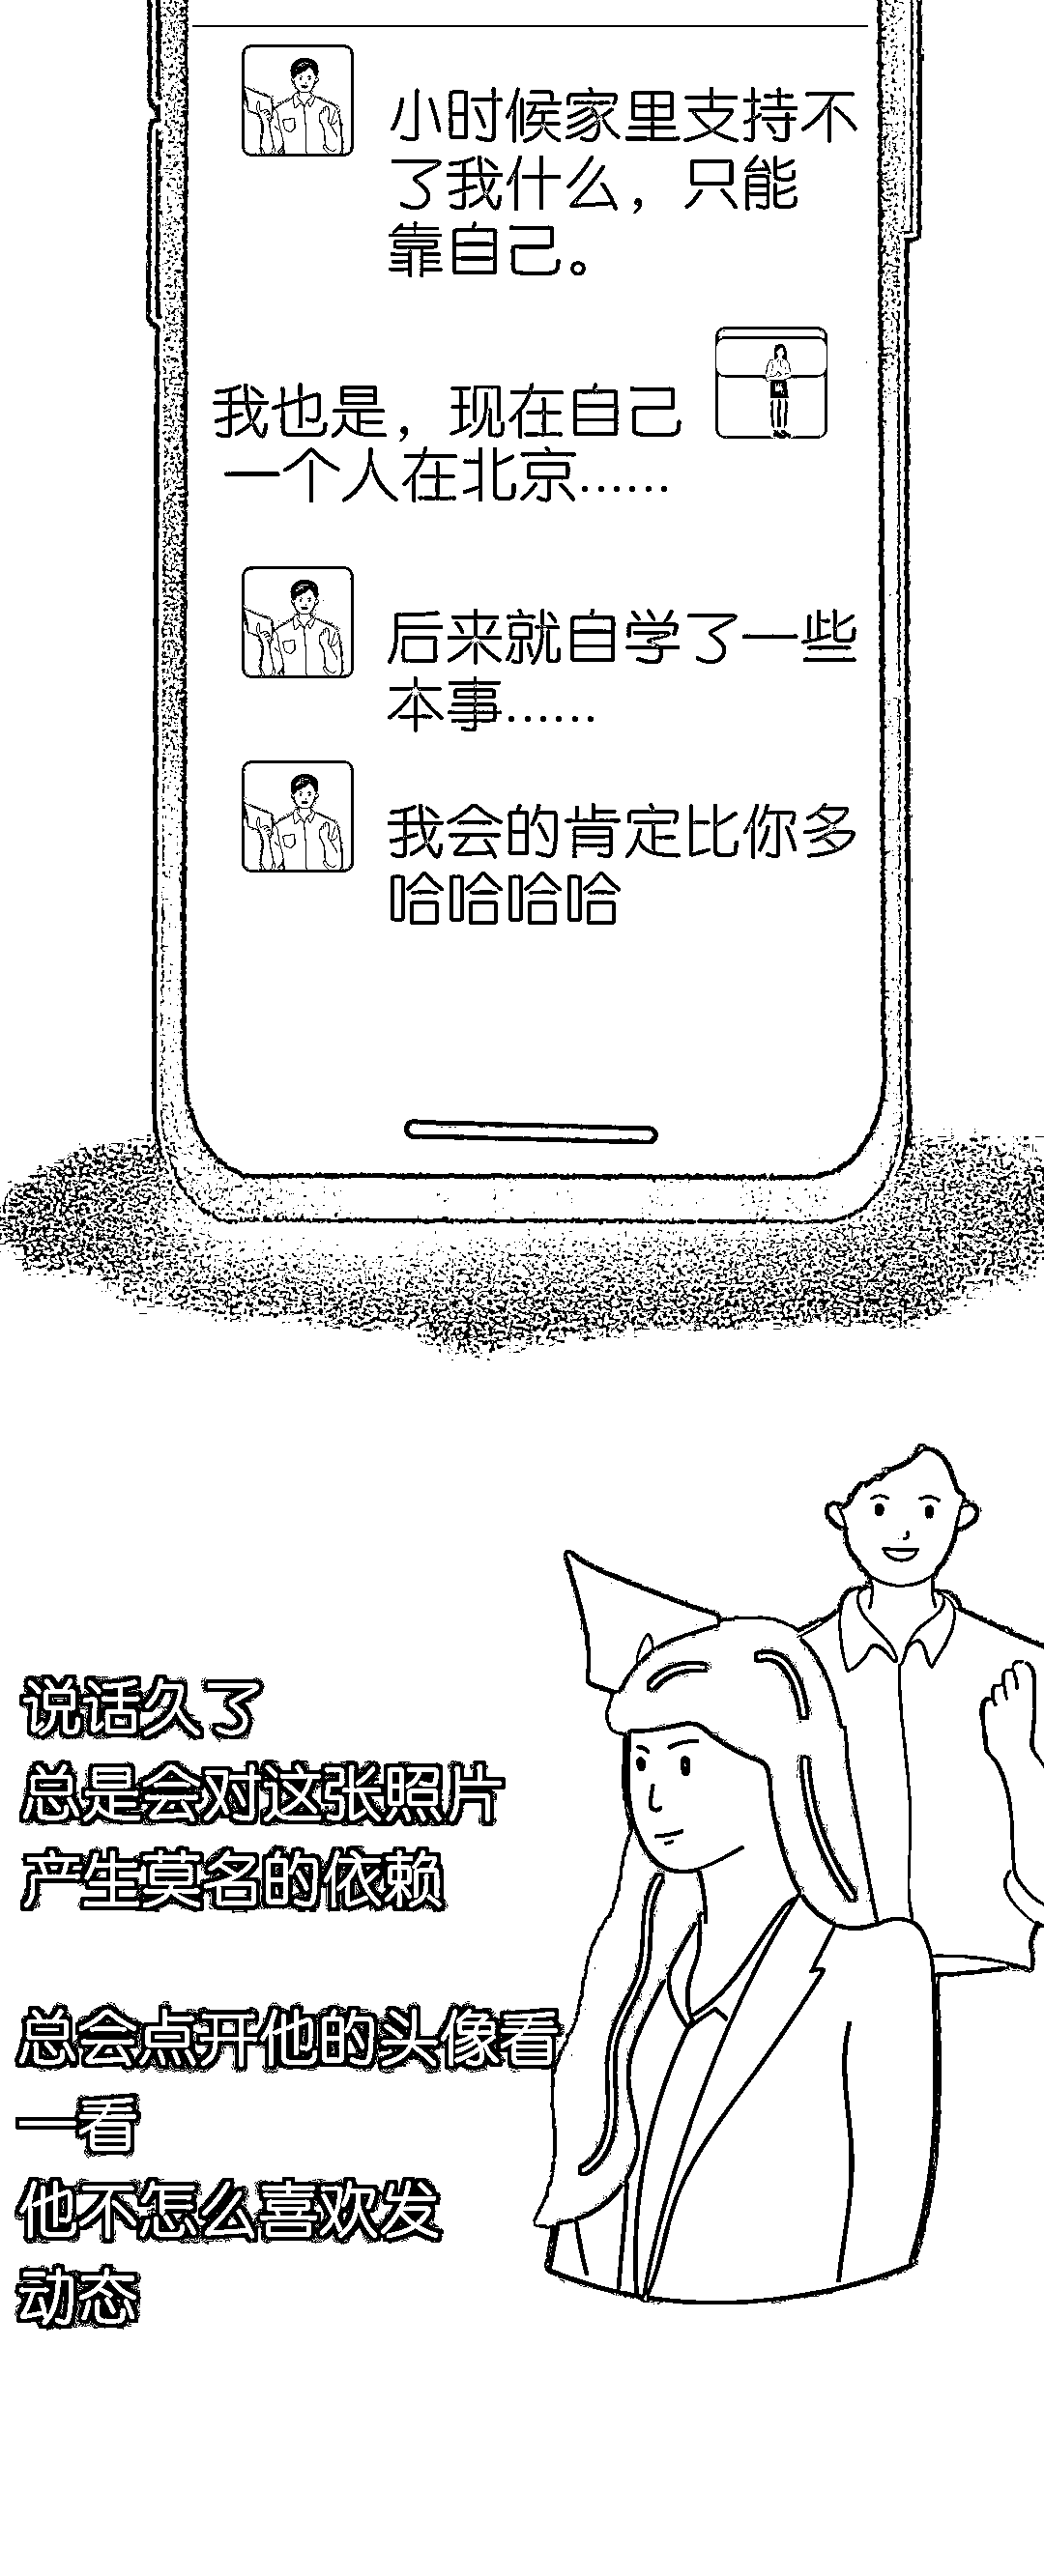 小时候家里支持不
了我什么，只能
靠自己。
我也是，现在自己
一个人在北京……
后来就自学了一些
本事……
我会的肯定比你多
哈哈哈哈
说话久了
总是会对这张照片
产生莫名的依赖
总会点开他的头像看
一看
他不怎么喜欢发
动态